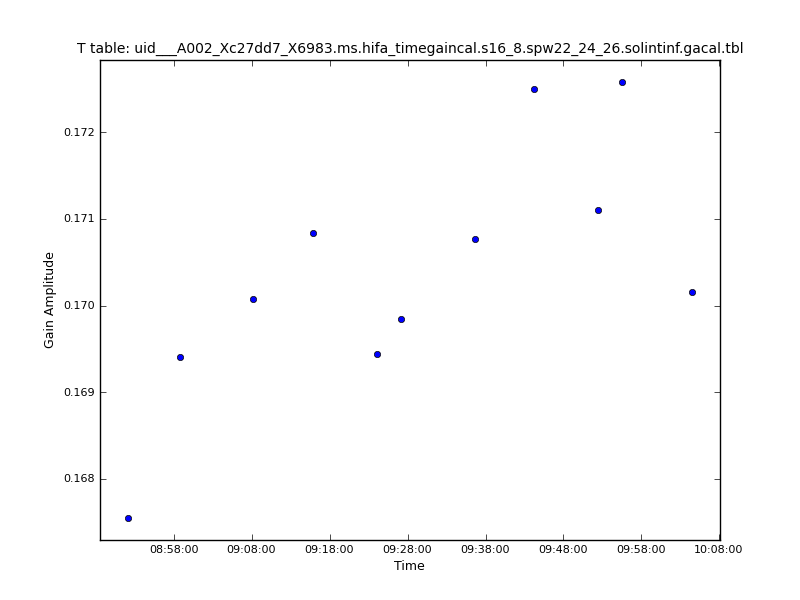 T table: uid___A002_Xc27dd7_X6983.ms.hifa_timegaincal.s16_8.spw22_24_26.solintinf.gacal.tbl
0.172
0.171
0.170
0.169
0.168
Gain Amplitude
08:58:00 09:08:00 09:18:00 09:28:00 09:38:00 09:48:00 09:58:00 10:08:00
Time